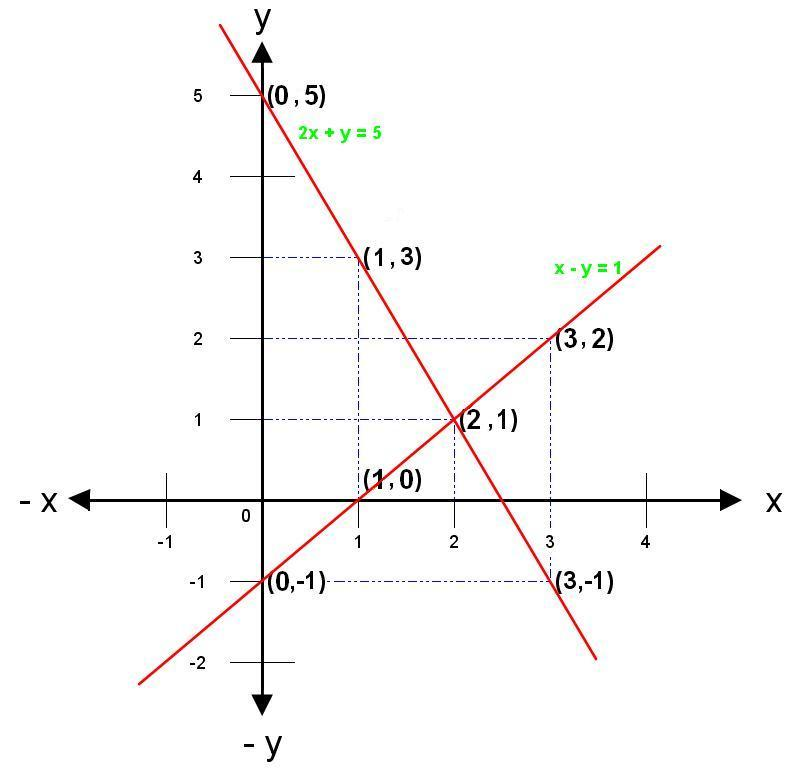 y
5
(0 , 5)
2x + y = 5
4
3
(1 , 3)
x - y = 1
2
(3 , 2)
1
(2 , 1)
(1, 0)
- x
x
0
-1
1
2
3
4
-1
(0,-1)
(3,-1)
-2
- y